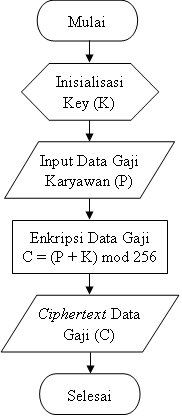 Mulai
Inisialisasi
Key (K)
Input Data Gaji
Karyawan (P)
Enkripsi Data Gaji
C = (P + K) mod 256
Ciphertext Data
Gaji (C)
Selesai